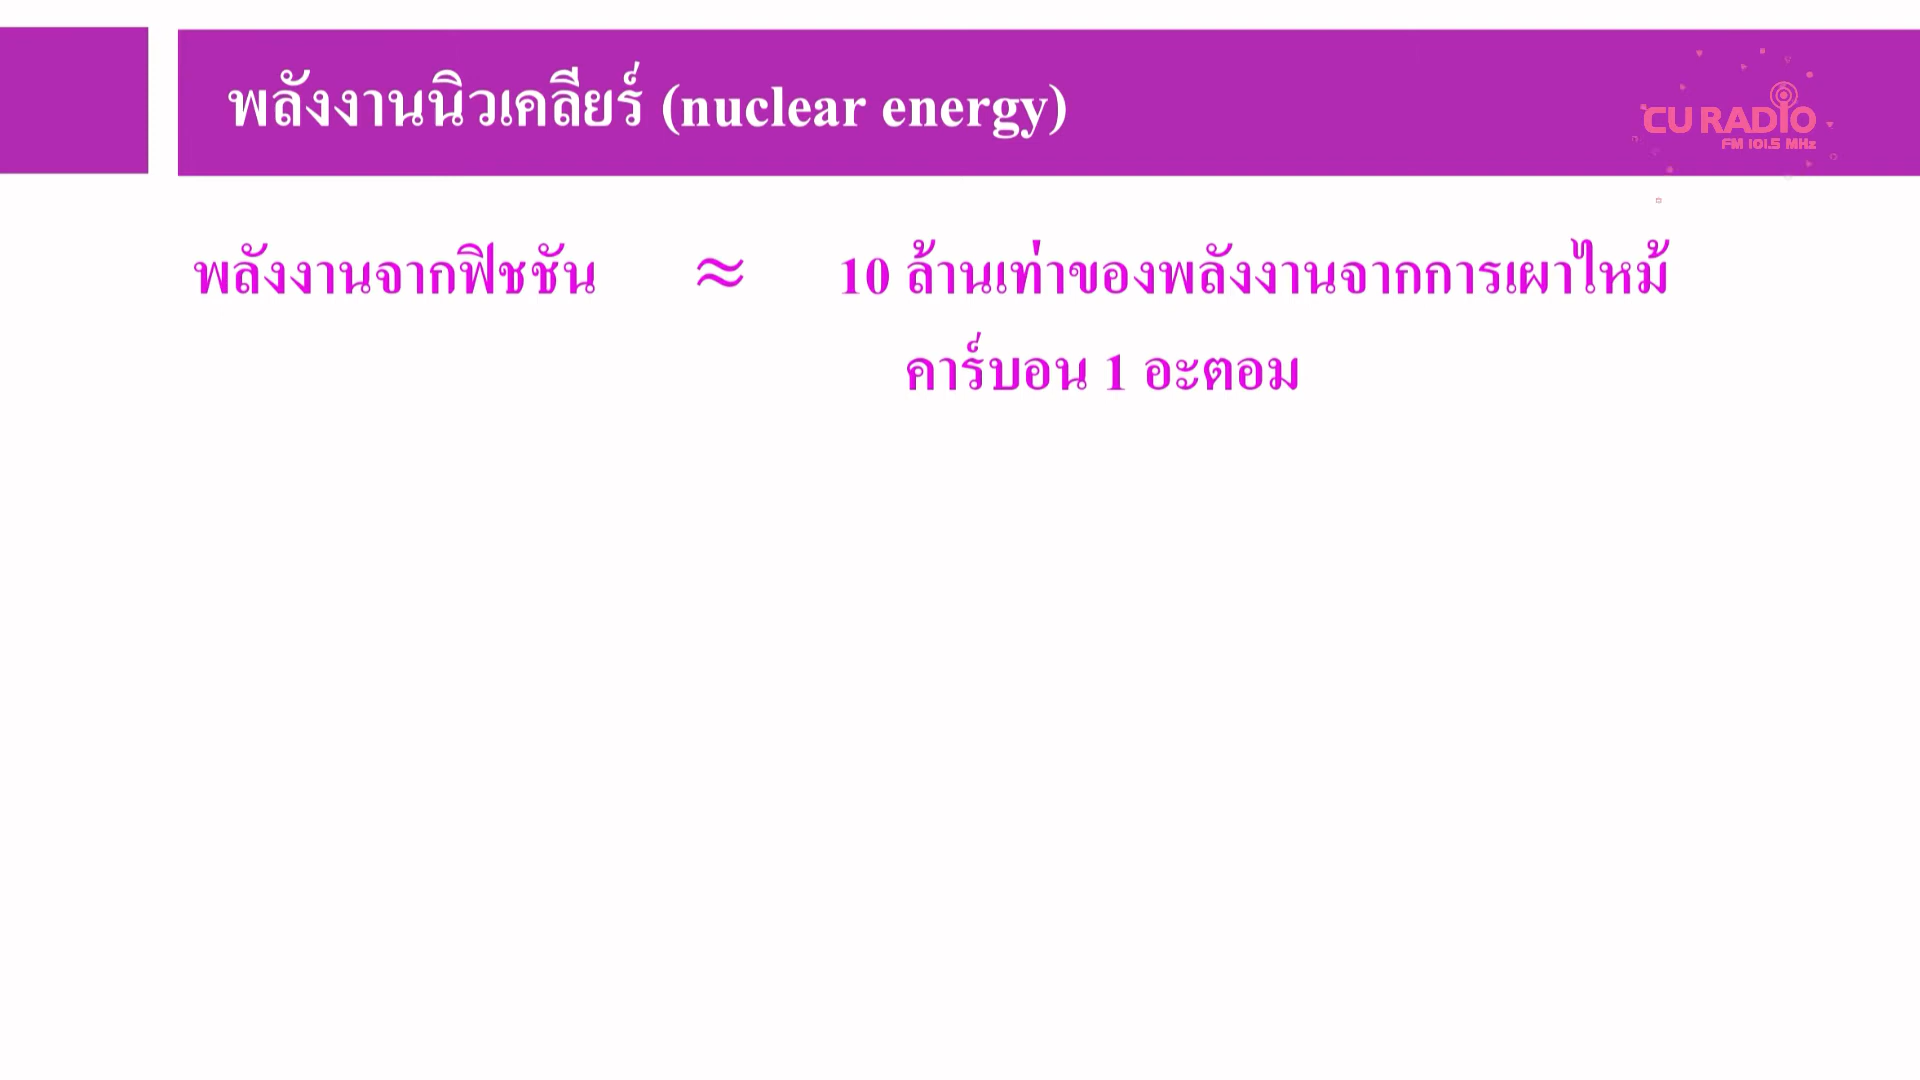 พลังงานนิวเคลียร์ (nuclear energy)
CU RADIO
FM 101.5 MHz
พลังงานจากฟิชชัน ≈ 10 ล้านเท่าของพลังงานจากการเผาไหม้
คาร์บอน 1 อะตอม